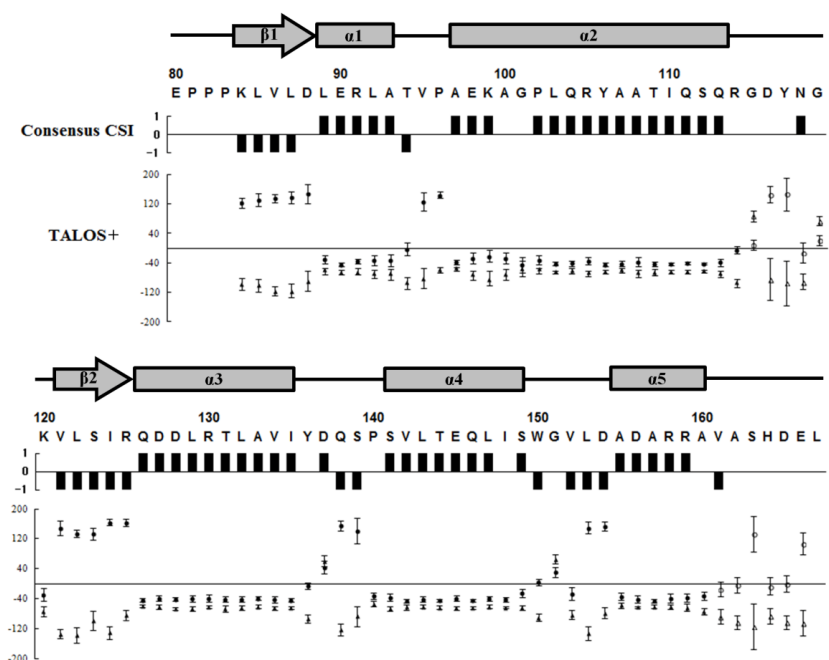 β1 α1 α2
80 90 100 110
E P P P K L V L D L E R L A T V P A E K A G P L Q R Y A A T I Q S Q R G D Y N G
Consensus CSI
1
0
-1
TALOS+
200
120
40
-40
-120
-200
β2 α3 α4 α5
120 130 140 150 160
K V L S I R Q D D L R T L A V I Y D Q S P S V L T E Q L I S W G V L D A D A R R A V A S H D E L
1
0
-1
200
120
40
-40
-120
-200